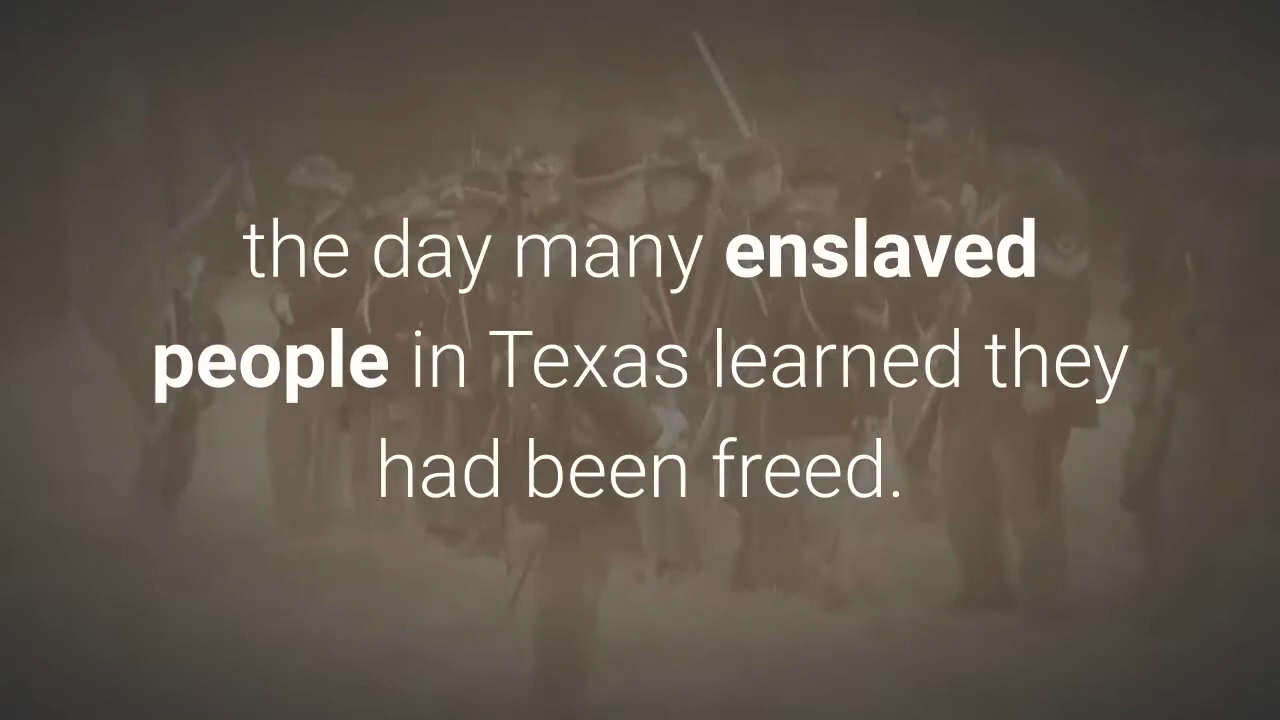 the day many enslaved
people in Texas learned they
had been freed.